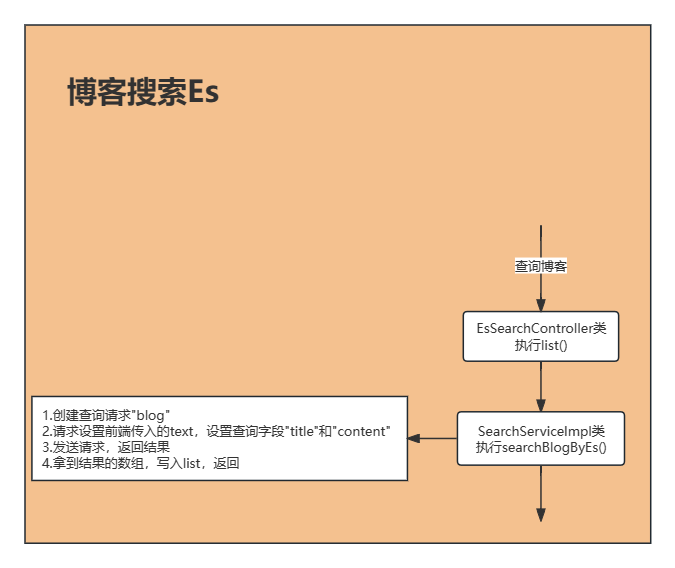 博客搜索Es
查询博客
EsSearchController类
执行list()
SearchServiceImpl类
执行searchBlogByEs()
1.创建查询请求"blog"
2.请求设置前端传入的text，设置查询字段"title"和"content"
3.发送请求，返回结果
4.拿到结果的数组，写入list，返回